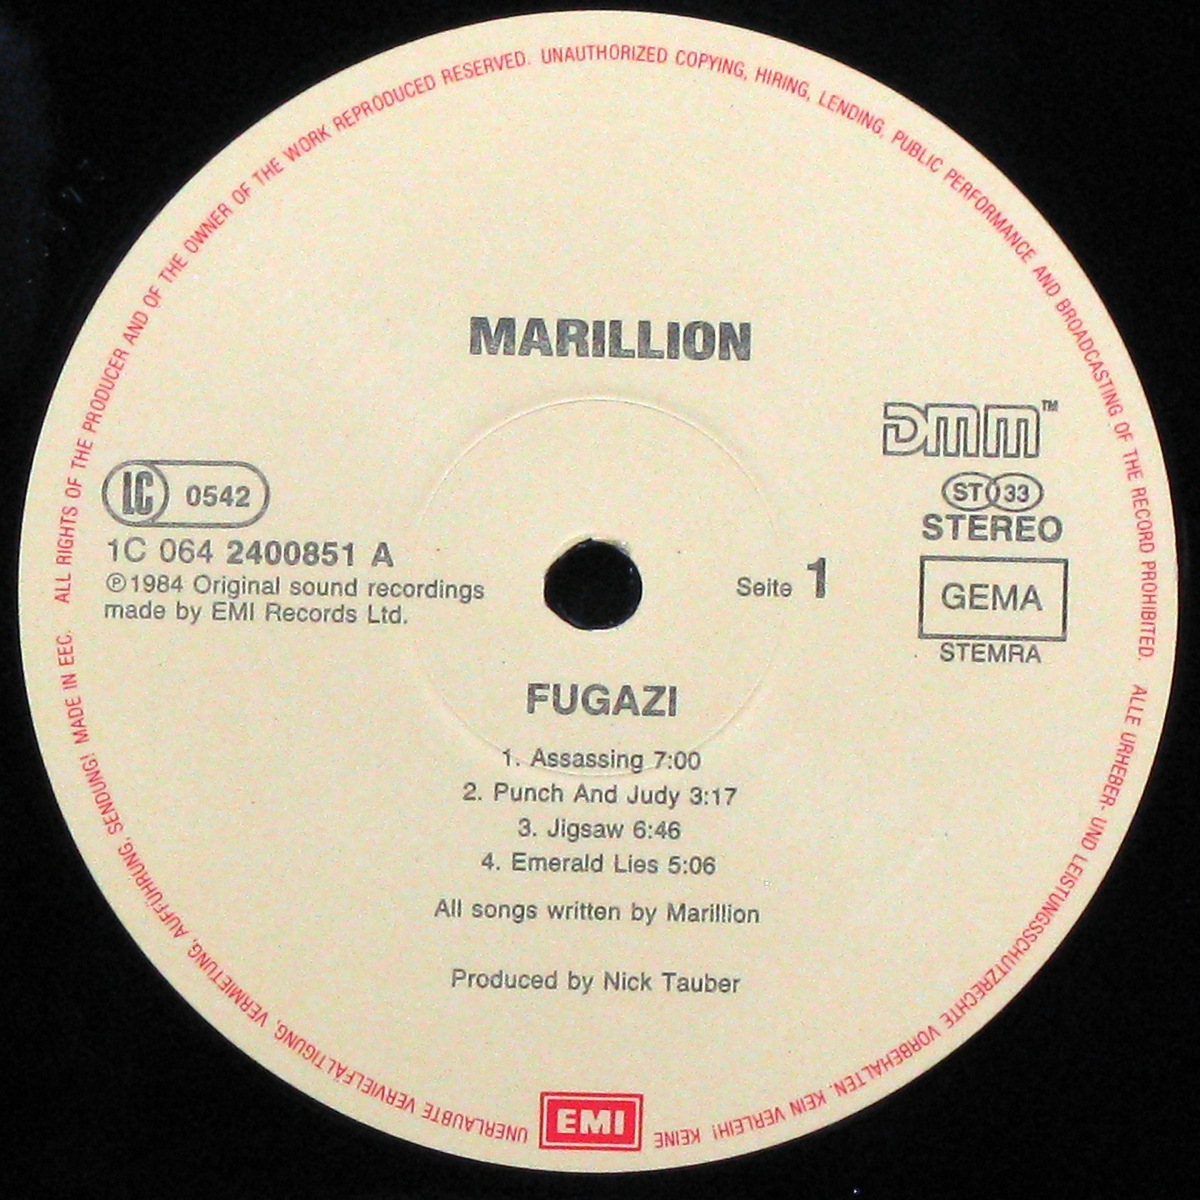 ALL RIGHTS OF THE PRODUCER AND OF THE OWNER OF THE WORK REPRODUCED RESERVED. UNAUTHORIZED COPYING, HIRING, LENDING, PUBLIC PERFORMANCE AND BROADCASTING OF THE RECORD PROHIBITED.
MARILLION
DMM™
LC 0542
ST 33
STEREO
1C 064 2400851 A
℗1984 Original sound recordings
made by EMI Records Ltd.
Seite 1
GEMA
STEMRA
FUGAZI
1. Assassing 7:00
2. Punch And Judy 3:17
3. Jigsaw 6:46
4. Emerald Lies 5:06
All songs written by Marillion
Produced by Nick Tauber
EMI
ALLE URHEBER- UND LEISTUNGSSCHUTZRECHTE VORBEHALTEN. KEIN VERLEIH! KEINE UNERLAUBTE VERVIELFÄLTIGUNG, VERMIETUNG, AUFFÜHRUNG, SENDUNG! MADE IN EEC.